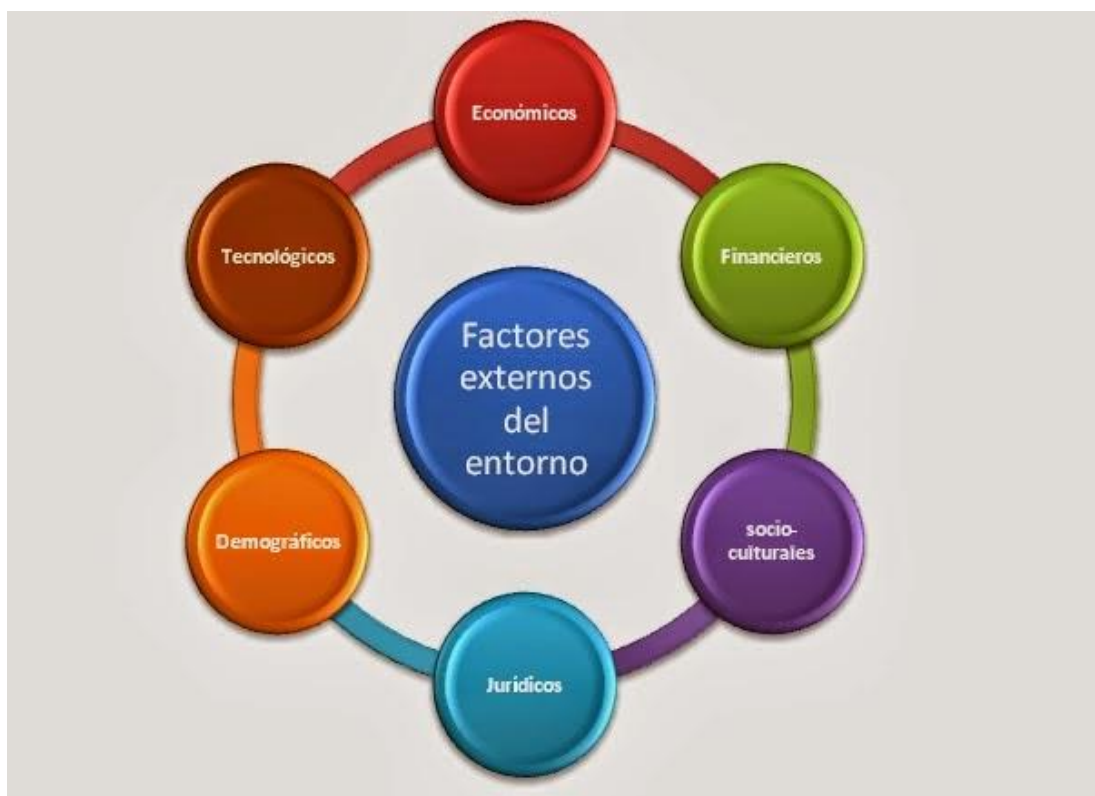 Económicos
Tecnológicos
Financieros
Factores
externos
del
entorno
Demográficos
socio-
culturales
Jurídicos